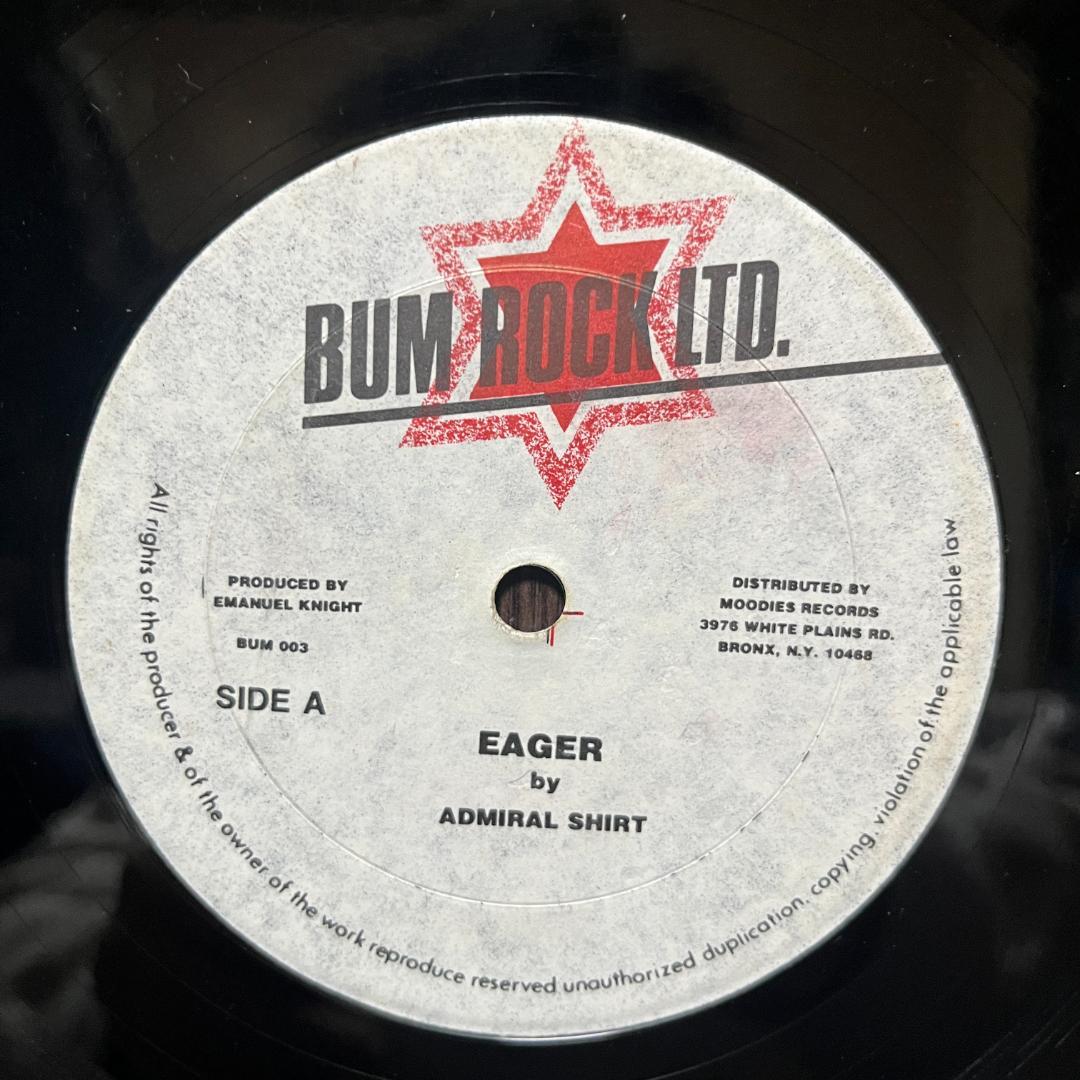 BUM ROCK LTD.
PRODUCED BY
EMANUEL KNIGHT
BUM 003
SIDE A
DISTRIBUTED BY
MOODIES RECORDS
3976 WHITE PLAINS RD.
BRONX, N.Y. 10468
EAGER
by
ADMIRAL SHIRT
All rights of the producer & of the owner of the work reproduce reserved unauthorized duplication. copying. violation of the applicable law